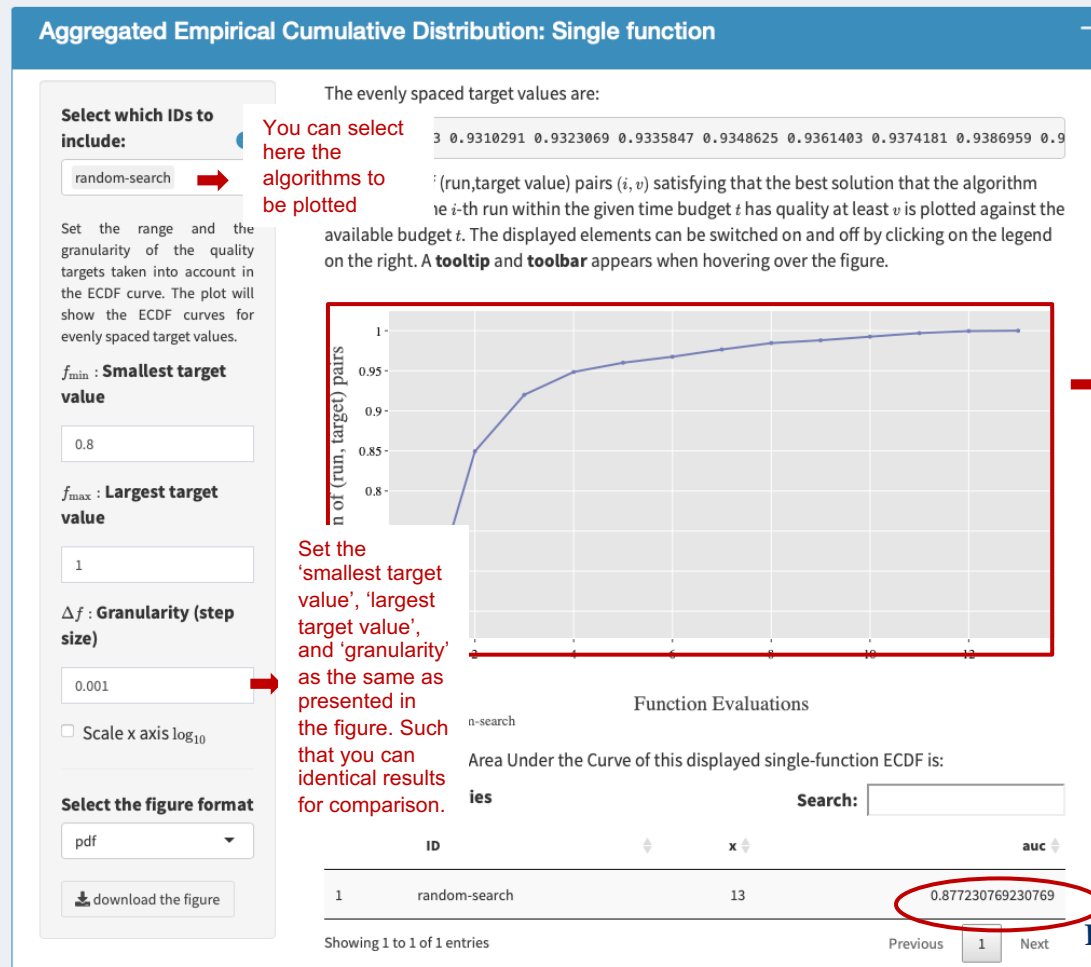 Aggregated Empirical Cumulative Distribution: Single function
Select which IDs to
include:
random-search
Set the range and the
granularity of the quality
targets taken into account in
the ECDF curve. The plot will
show the ECDF curves for
evenly spaced target values.
f_min : Smallest target
value
0.8
f_max : Largest target
value
1
Δf : Granularity (step
size)
0.001
Scale x axis log10
Select the figure format
pdf
download the figure
You can select
here the
algorithms to
be plotted
Set the
‘smallest target
value’, ‘largest
target value’,
and ‘granularity’
as the same as
presented in
the figure. Such
that you can
identical results
for comparison.
The evenly spaced target values are:
3 0.9310291 0.9323069 0.9335847 0.9348625 0.9361403 0.9374181 0.9386959 0.9
(run,target value) pairs (i, v) satisfying that the best solution that the algorithm
i-th run within the given time budget t has quality at least v is plotted against the
available budget t. The displayed elements can be switched on and off by clicking on the legend
on the right. A tooltip and toolbar appears when hovering over the figure.
1
0.95
0.9
0.85
0.8
of (run, target) pairs
2 4 6 8 10 12
Function Evaluations
m-search
Area Under the Curve of this displayed single-function ECDF is:
ies
Search:
ID x auc
1 random-search 13 0.877230769230769
Showing 1 to 1 of 1 entries
Previous 1 Next